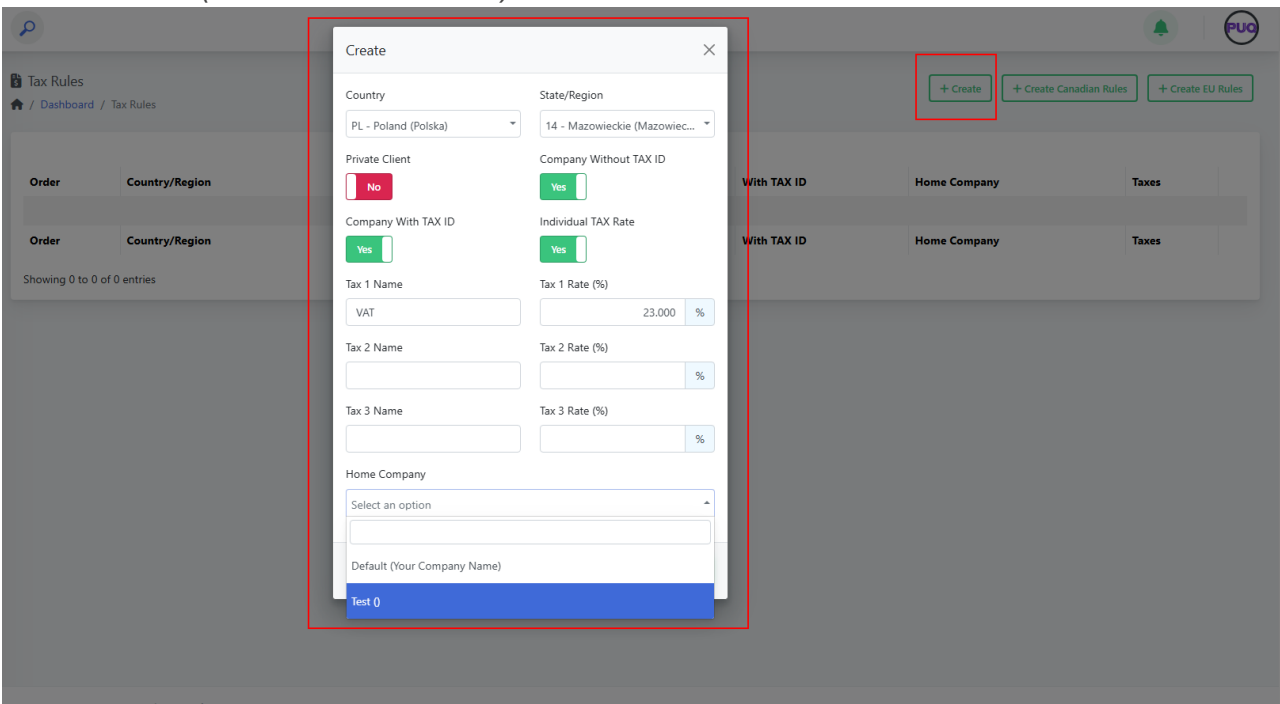 PUQ
Tax Rules
/ Dashboard / Tax Rules
+ Create
+ Create Canadian Rules
+ Create EU Rules
Order Country/Region With TAX ID Home Company Taxes
Order Country/Region With TAX ID Home Company Taxes
Showing 0 to 0 of 0 entries
Create
Country State/Region
PL - Poland (Polska) 14 - Mazowieckie (Mazowiec...
Private Client Company Without TAX ID
No Yes
Company With TAX ID Individual TAX Rate
Yes Yes
Tax 1 Name Tax 1 Rate (%)
VAT 23.000 %
Tax 2 Name Tax 2 Rate (%)
%
Tax 3 Name Tax 3 Rate (%)
%
Home Company
Select an option
Default (Your Company Name)
Test ()